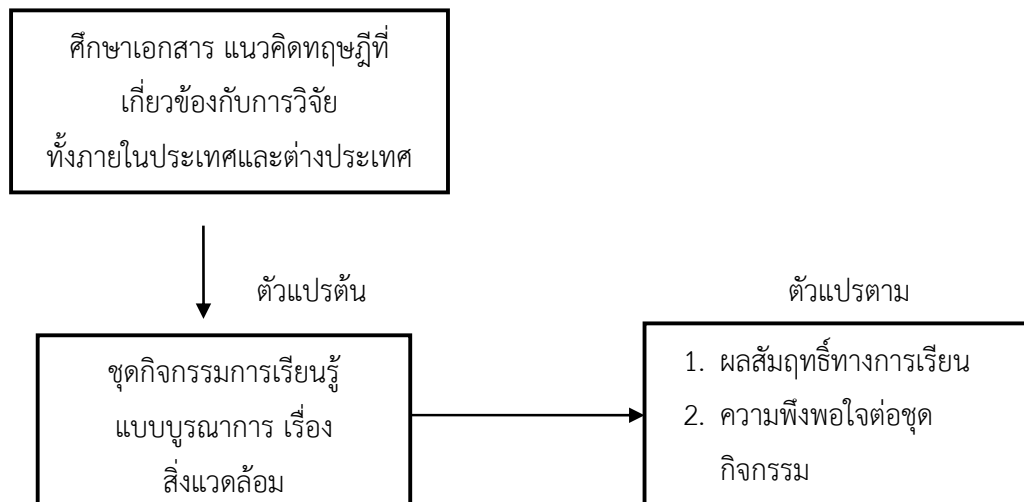 ศึกษาเอกสาร แนวคิดทฤษฎีที่
เกี่ยวข้องกับการวิจัย
ทั้งภายในประเทศและต่างประเทศ
ตัวแปรต้น
ตัวแปรตาม
ชุดกิจกรรมการเรียนรู้
แบบบูรณาการ เรื่อง
สิ่งแวดล้อม
1. ผลสัมฤทธิ์ทางการเรียน
2. ความพึงพอใจต่อชุด
กิจกรรม